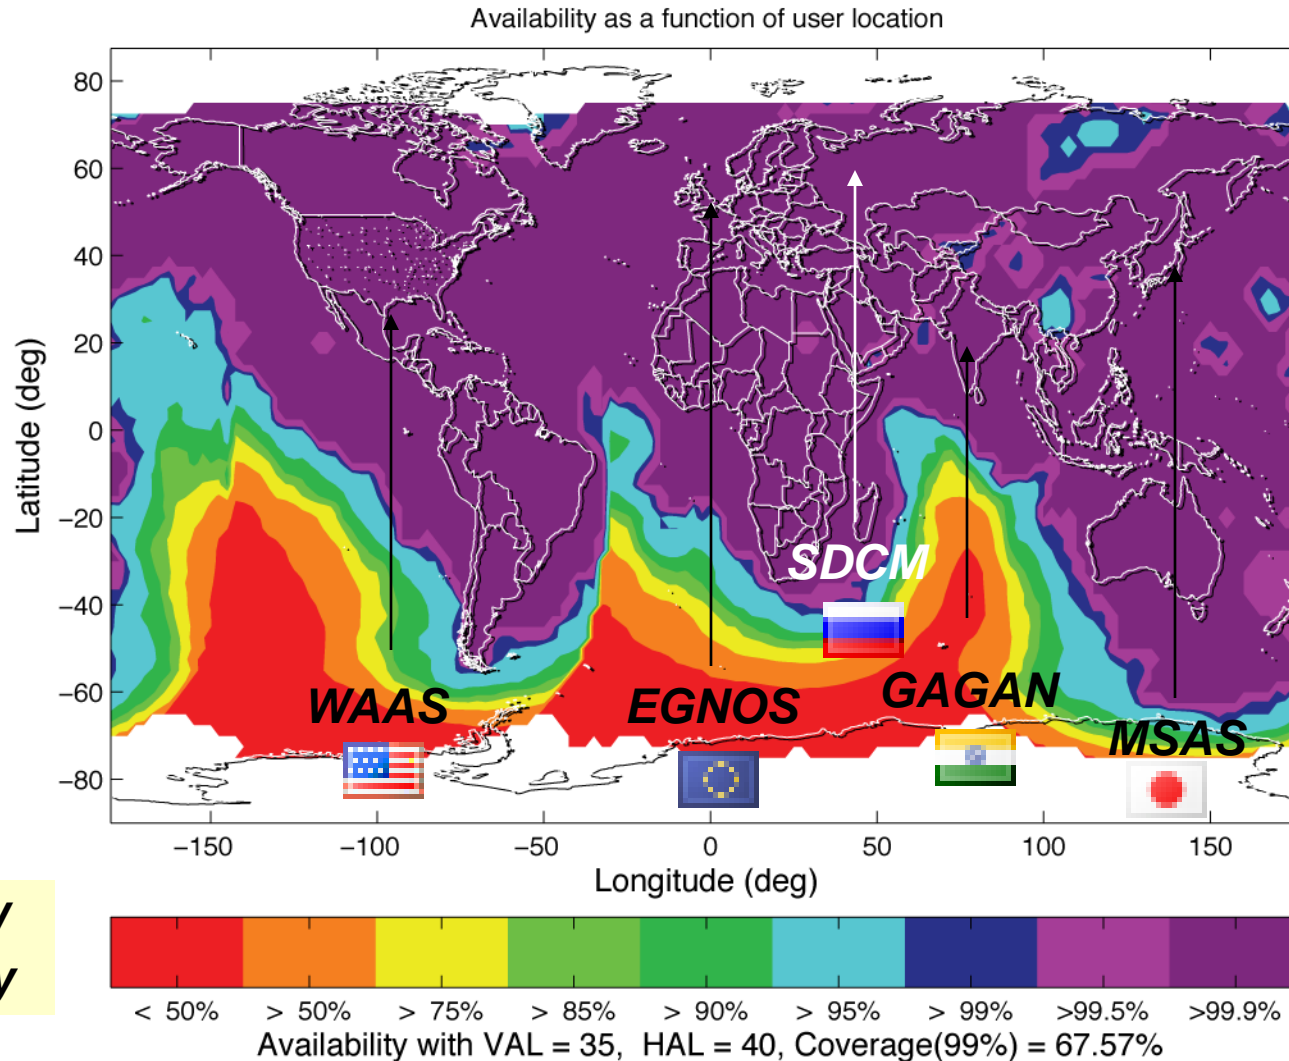 Availability as a function of user location
80
60
40
20
0
−20
−40
−60
−80
Latitude (deg)
SDCM
WAAS
EGNOS
GAGAN
MSAS
−150 −100 −50 0 50 100 150
Longitude (deg)
y
y
< 50% > 50% > 75% > 85% > 90% > 95% > 99% >99.5% >99.9%
Availability with VAL = 35, HAL = 40, Coverage(99%) = 67.57%